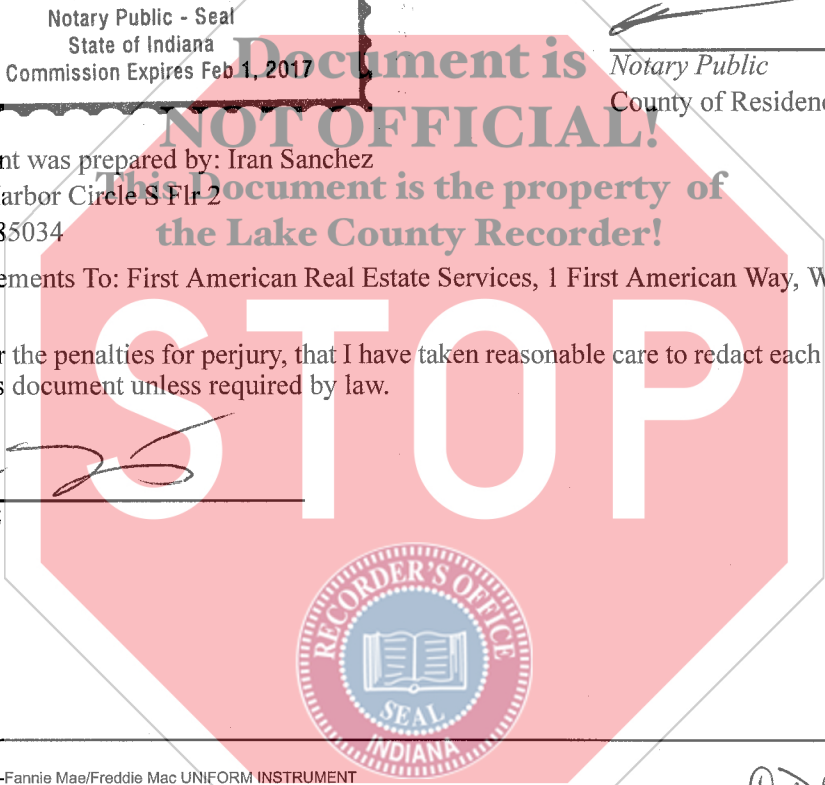 Notary Public - Seal
State of Indiana
Commission Expires Feb 1, 2017
Document is
NOT OFFICIAL!
This Document is the property of
the Lake County Recorder!
Notary Public
County of Residenc
nt was prepared by: Iran Sanchez
arbor Circle S Flr 2
85034
ements To: First American Real Estate Services, 1 First American Way, W
r the penalties for perjury, that I have taken reasonable care to redact each
s document unless required by law.
STOP
RECORDER'S OFFICE
SEAL
INDIANA
-Fannie Mae/Freddie Mac UNIFORM INSTRUMENT